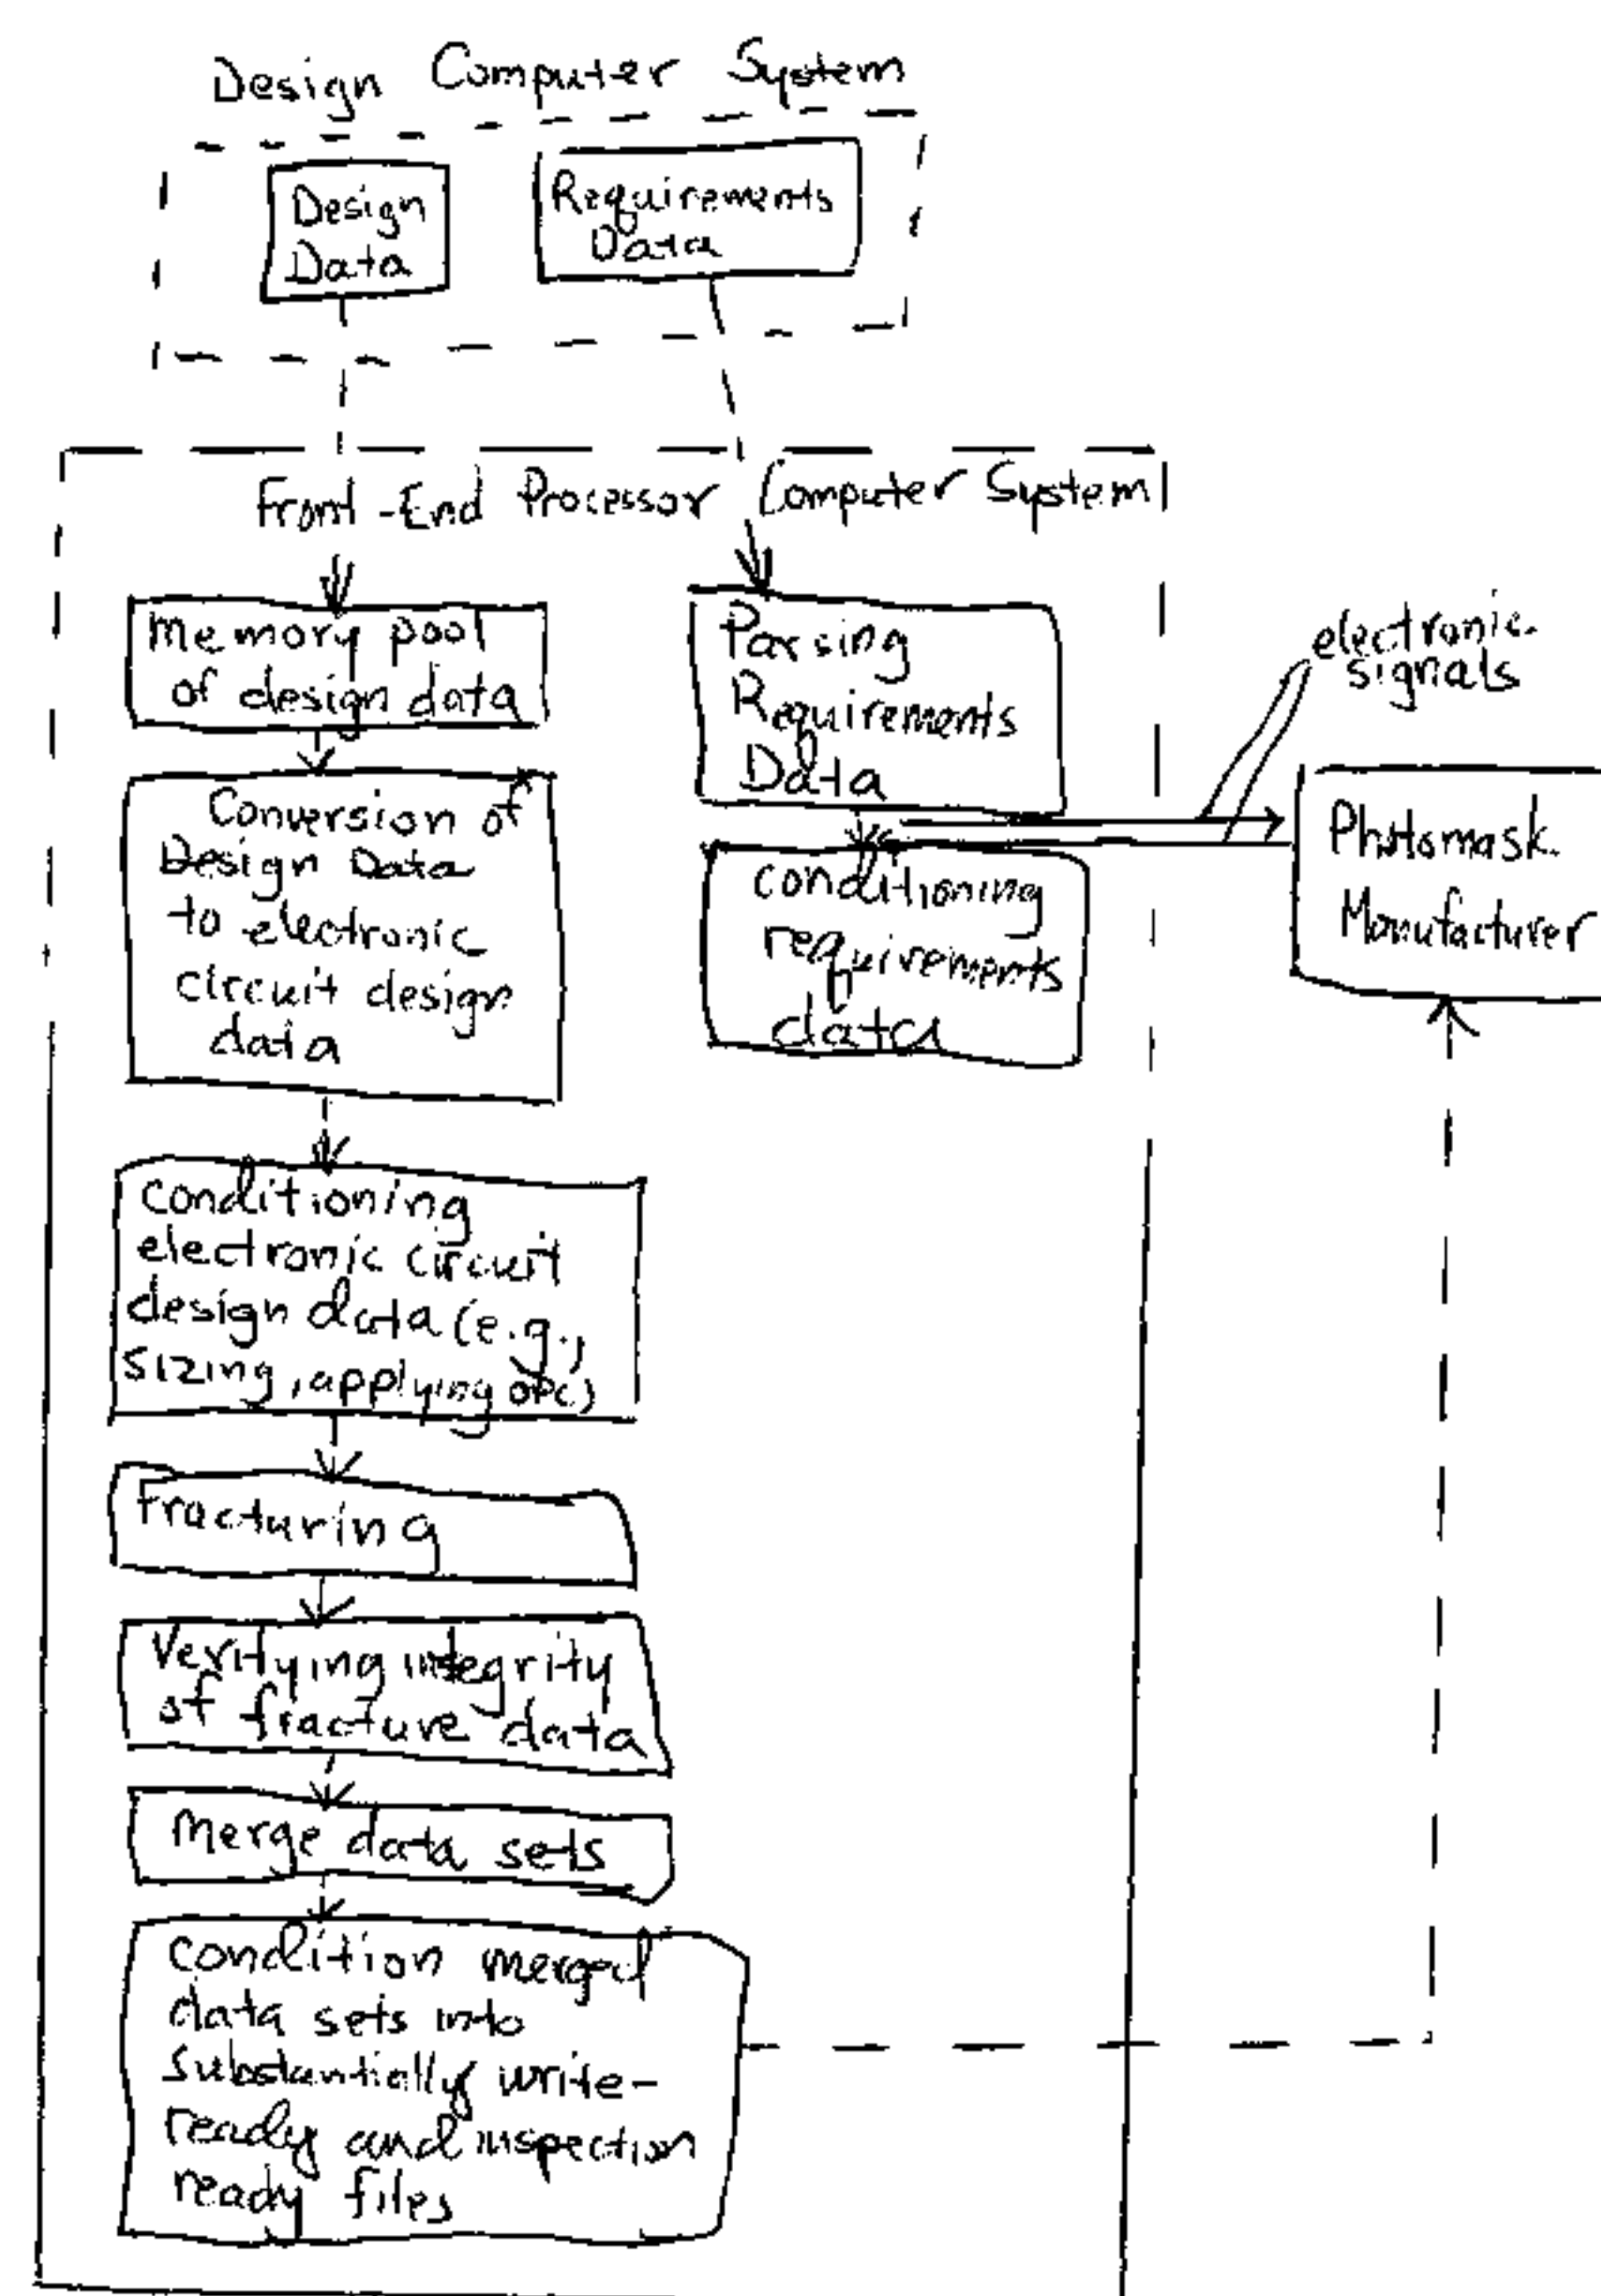 Design Computer System
Design
Data
Requirements
Data
Front-End Processor Computer System
Memory pool
of design data
Parsing
Requirements
Data
electronic
signals
Photomask
Manufacturer
Conversion of
Design Data
to electronic
circuit design
data
conditioning
requirements
data
conditioning
electronic circuit
design data (e.g.,
sizing, applying OPC)
Fracturing
Verifying integrity
of fracture data
Merge data sets
Condition merged
data sets into
substantially write-
ready and inspection
ready files